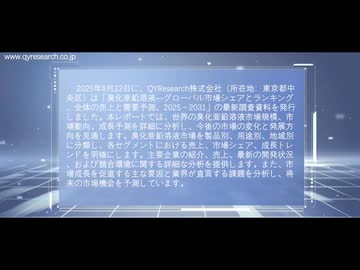 www.qyresearch.co.jp
2025年8月22日に、QYResearch株式会社（所在地：東京都中
央区）は「臭化亜鉛溶液―グローバル市場シェアとランキング
、全体の売上と需要予測、2025～2031」の最新調査資料を発行
しました。本レポートでは、世界の臭化亜鉛溶液市場規模、市
場動向、成長予測を詳細に分析し、今後の市場の変化と発展方
向を見通します。臭化亜鉛溶液市場を製品別、用途別、地域別
に分類し、各セグメントにおける売上、市場シェア、成長トレ
ンドを明確にします。主要企業の紹介、売上、最新の開発状況
、および競合環境に関する詳細な分析を提供します。また、市
場成長を促進する主な要因と業界が直面する課題を分析し、将
来の市場機会を予測しています。